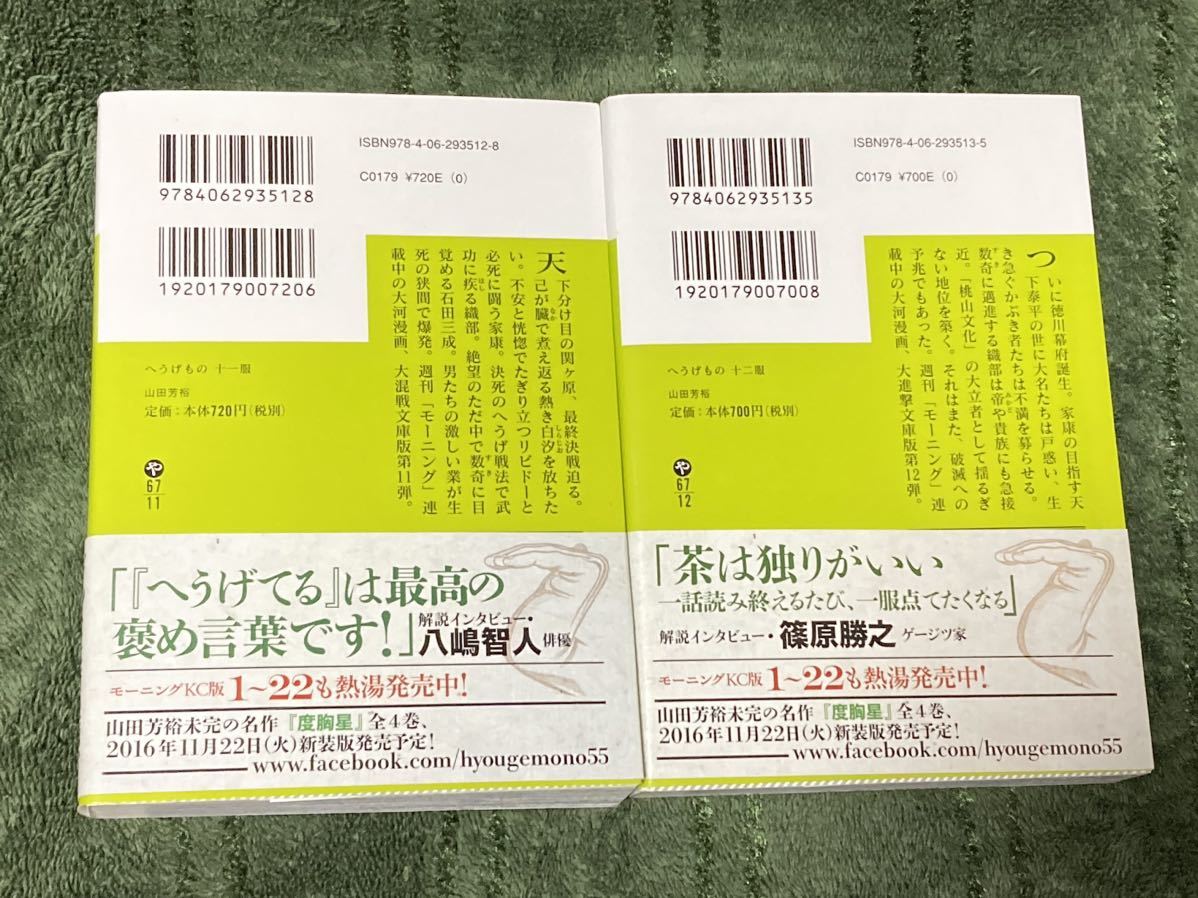 ISBN978-4-06-293512-8
9784062935128
C0179 ¥720E (0)
1920179007206
天下分け目の関ヶ原、最終決戦迫る。
己が臓で煮え返る熱き白汐を放ちた
い。不安と恍惚でたぎり立つリビドーと
必死に闘う家康。決死のへうげ戦法で武
功に疾る織部。絶望のただ中で数奇に目
覚める石田三成。男たちの激しい業が生
死の狭間で爆発。週刊「モーニング」連
載中の大河漫画、大混戦文庫版第11弾。
へうげもの 十一服
山田芳裕
定価:本体720円(税別)
や
67
11
「『へうげてる』は最高の
褒め言葉です!」
解説インタビュー・
八嶋智人 俳優
モーニングKC版 1~22も熱湯発売中!
山田芳裕未完の名作『度胸星』全4巻、
2016年11月22日(火)新装版発売予定!
www.facebook.com/hyougemono55
ISBN978-4-06-293513-5
9784062935135
C0179 ¥700E (0)
1920179007008
ついに徳川幕府誕生。家康の目指す天
下泰平の世に大名たちは戸惑い、生
き急ぐかぶき者たちは不満を募らせる。
数奇に邁進する織部は帝や貴族にも急接
近。「桃山文化」の大立者として揺るぎ
ない地位を築く。それはまた、破滅への
予兆でもあった。週刊「モーニング」連
載中の大河漫画、大進撃文庫版第12弾。
へうげもの 十二服
山田芳裕
定価:本体700円(税別)
や
67
12
「茶は独りがいい
一話読み終えるたび、一服点てたくなる」
解説インタビュー・篠原勝之 ゲージツ家
モーニングKC版 1~22も熱湯発売中!
山田芳裕未完の名作『度胸星』全4巻、
2016年11月22日(火)新装版発売予定!
www.facebook.com/hyougemono55